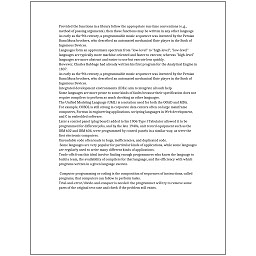 Provided the functions in a library follow the appropriate run-time conventions (e.g.,
method of passing arguments), then these functions may be written in any other language.
As early as the 9th century, a programmable music sequencer was invented by the Persian
Banu Musa brothers, who described an automated mechanical flute player in the Book of
Ingenious Devices.
Languages form an approximate spectrum from "low-level" to "high-level"; "low-level"
languages are typically more machine-oriented and faster to execute, whereas "high-level"
languages are more abstract and easier to use but execute less quickly.
However, Charles Babbage had already written his first program for the Analytical Engine in
1837.
As early as the 9th century, a programmable music sequencer was invented by the Persian
Banu Musa brothers, who described an automated mechanical flute player in the Book of
Ingenious Devices.
Integrated development environments (IDEs) aim to integrate all such help.
Some languages are more prone to some kinds of faults because their specification does not
require compilers to perform as much checking as other languages.
The Unified Modeling Language (UML) is a notation used for both the OOAD and MDA.
For example, COBOL is still strong in corporate data centers often on large mainframe
computers, Fortran in engineering applications, scripting languages in Web development,
and C in embedded software.
Later a control panel (plug board) added to his 1906 Type I Tabulator allowed it to be
programmed for different jobs, and by the late 1940s, unit record equipment such as the
IBM 602 and IBM 604, were programmed by control panels in a similar way, as were the
first electronic computers.
Unreadable code often leads to bugs, inefficiencies, and duplicated code.
Some languages are very popular for particular kinds of applications, while some languages
are regularly used to write many different kinds of applications.
Trade-offs from this ideal involve finding enough programmers who know the language to
build a team, the availability of compilers for that language, and the efficiency with which
programs written in a given language execute.
Computer programming or coding is the composition of sequences of instructions, called
programs, that computers can follow to perform tasks.
Trial-and-error/divide-and-conquer is needed: the programmer will try to remove some
parts of the original test case and check if the problem still exists.